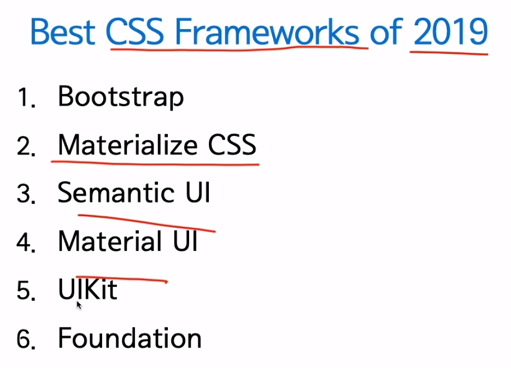 Best CSS Frameworks of 2019
1. Bootstrap
2. Materialize CSS
3. Semantic UI
4. Material UI
5. UIKit
6. Foundation